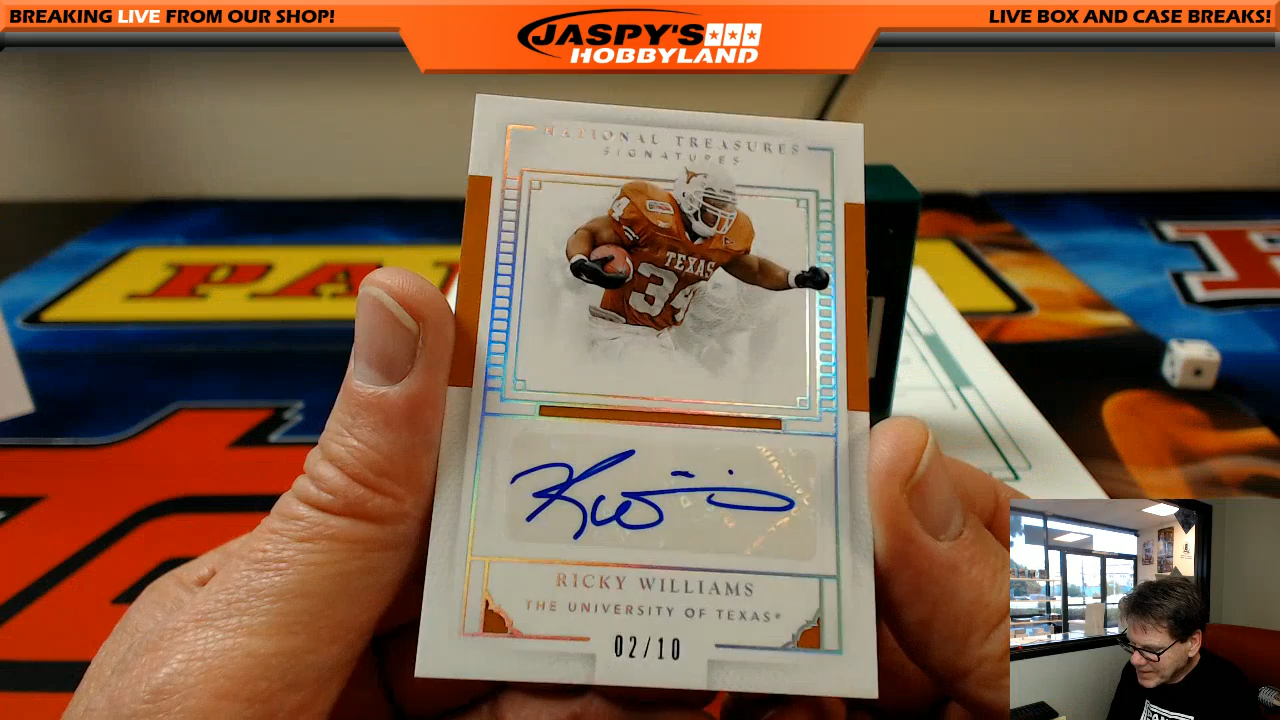 BREAKING LIVE FROM OUR SHOP!
JASPY'S
HOBBYLAND
LIVE BOX AND CASE BREAKS!
NATIONAL TREASURES
SIGNATURES
34
TEXAS
34
RICKY WILLIAMS
THE UNIVERSITY OF TEXAS®
02/10